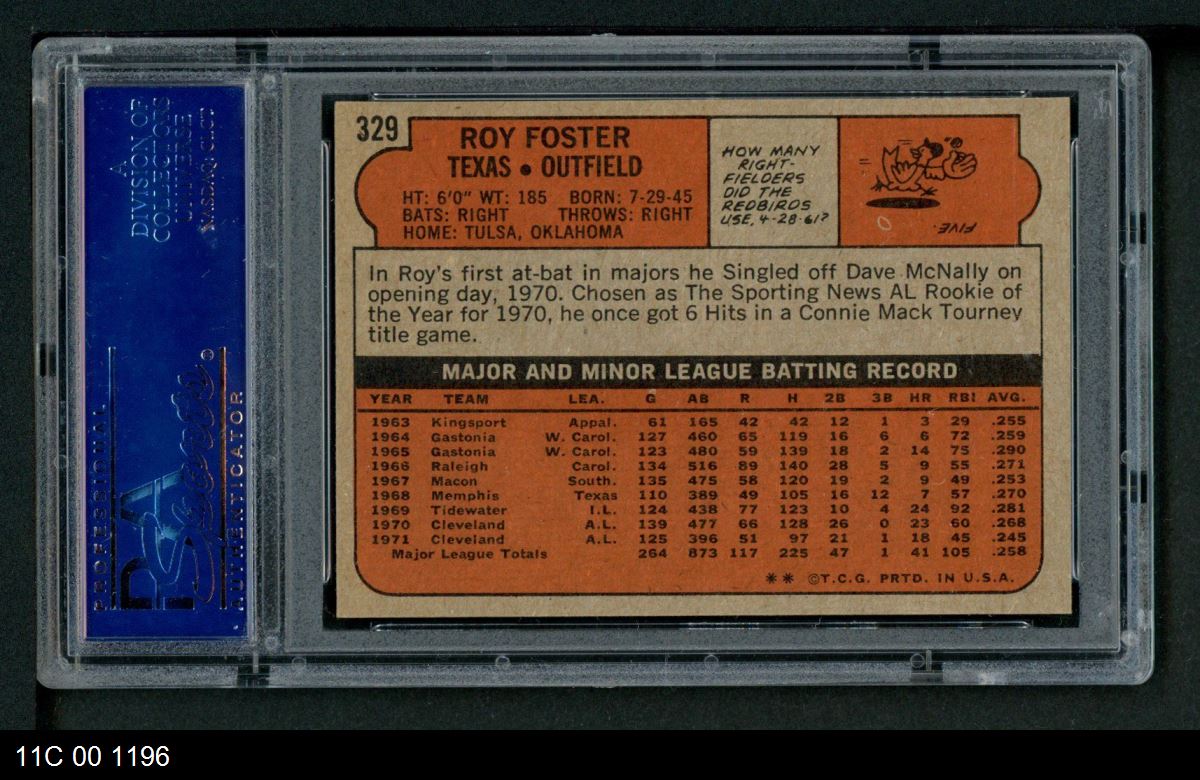 A
DIVISION OF
COLLECTORS
UNIVERSE
NASDAQ: CLCT
PROFESSIONAL
PSA
Sports
AUTHENTICATOR
329
ROY FOSTER
TEXAS • OUTFIELD
HT: 6'0" WT: 185 BORN: 7-29-45
BATS: RIGHT THROWS: RIGHT
HOME: TULSA, OKLAHOMA
HOW MANY
RIGHT-
FIELDERS
DID THE
REDBIRDS
USE, 4-28-61?
FIVE.
In Roy's first at-bat in majors he Singled off Dave McNally on
opening day, 1970. Chosen as The Sporting News AL Rookie of
the Year for 1970, he once got 6 Hits in a Connie Mack Tourney
title game.
MAJOR AND MINOR LEAGUE BATTING RECORD
YEAR TEAM LEA. G AB R H 2B 3B HR RBI AVG.
1963 Kingsport Appal. 61 165 42 42 12 1 3 29 .255
1964 Gastonia W. Carol. 127 460 65 119 16 6 6 72 .259
1965 Gastonia W. Carol. 123 480 59 139 18 2 14 75 .290
1966 Raleigh Carol. 134 516 89 140 28 5 9 55 .271
1967 Macon South. 135 475 58 120 19 2 9 49 .253
1968 Memphis Texas 110 389 49 105 16 12 7 57 .270
1969 Tidewater I.L. 124 438 77 123 10 4 24 92 .281
1970 Cleveland A.L. 139 477 66 128 26 0 23 60 .268
1971 Cleveland A.L. 125 396 51 97 21 1 18 45 .245
Major League Totals 264 873 117 225 47 1 41 105 .258
** ©T.C.G. PRTD. IN U.S.A.
11C 00 1196